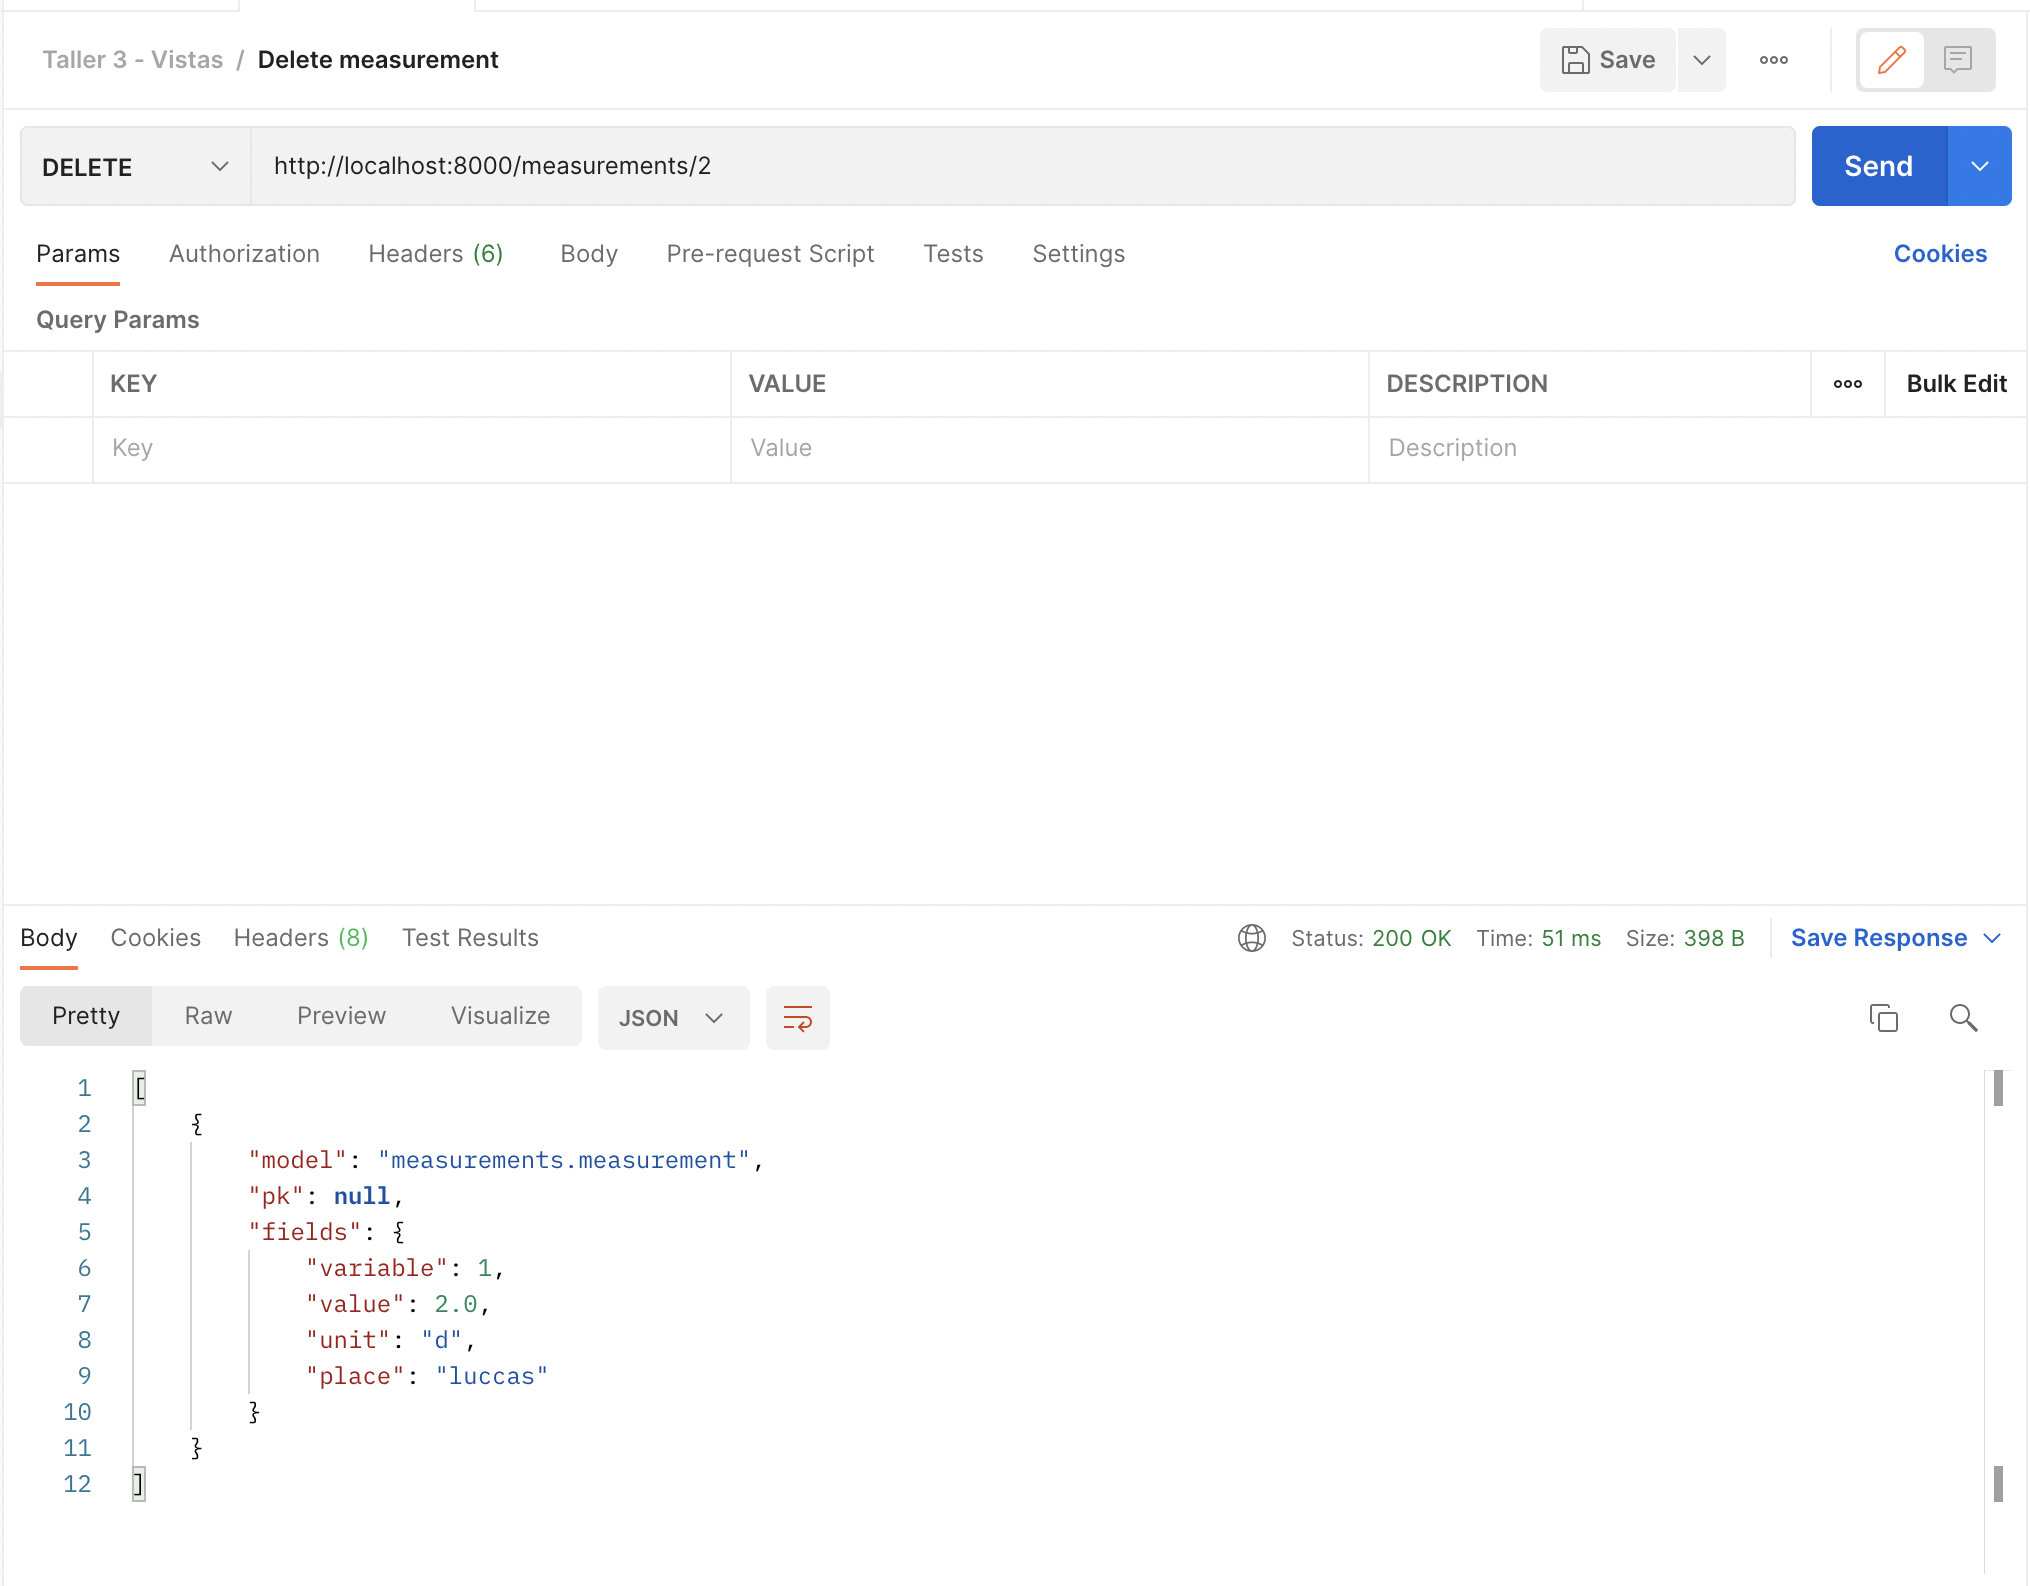 Taller 3 - Vistas / Delete measurement
Save
DELETE
http://localhost:8000/measurements/2
Send
Params Authorization Headers (6) Body Pre-request Script Tests Settings Cookies
Query Params
KEY VALUE DESCRIPTION Bulk Edit
Key Value Description
Body Cookies Headers (8) Test Results Status: 200 OK Time: 51 ms Size: 398 B Save Response
Pretty Raw Preview Visualize JSON
1 [
2 {
3 "model": "measurements.measurement",
4 "pk": null,
5 "fields": {
6 "variable": 1,
7 "value": 2.0,
8 "unit": "d",
9 "place": "luccas"
10 }
11 }
12 ]